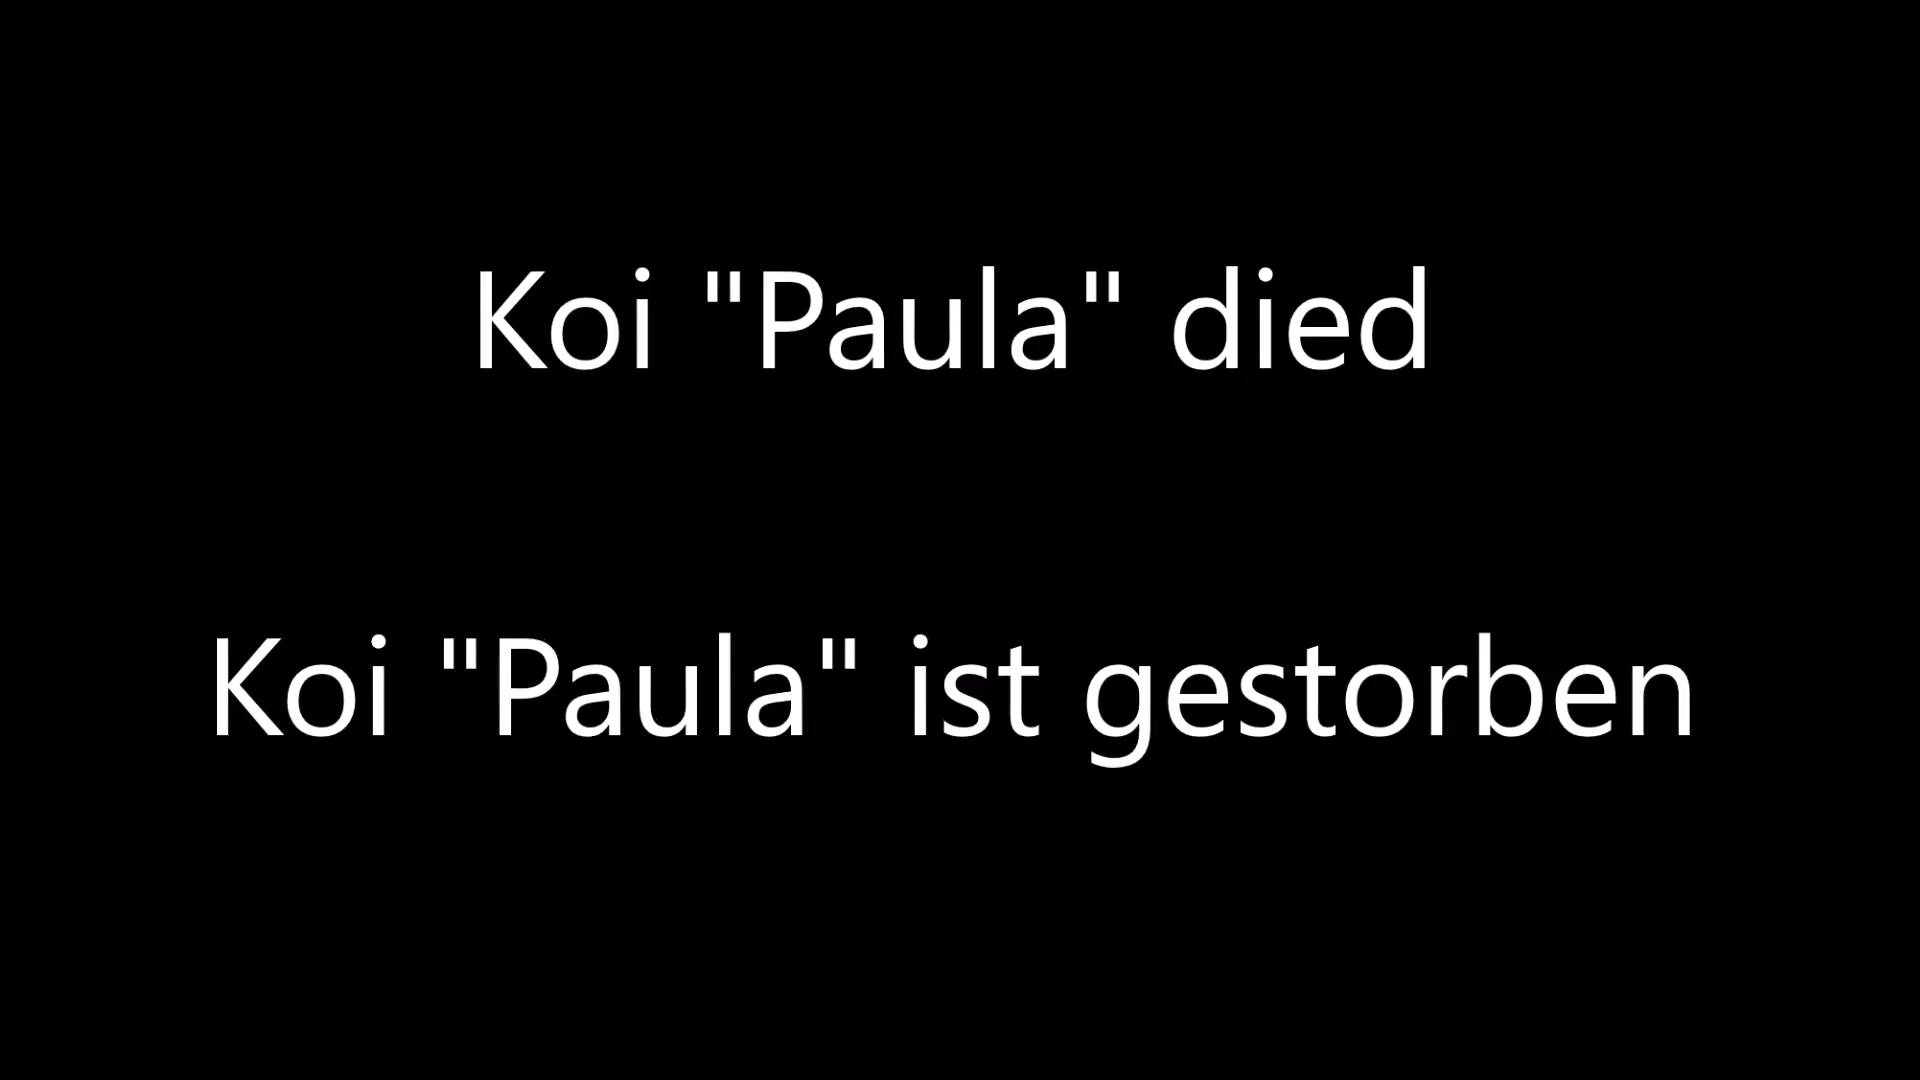 Koi "Paula" died
Koi "Paula" ist gestorben